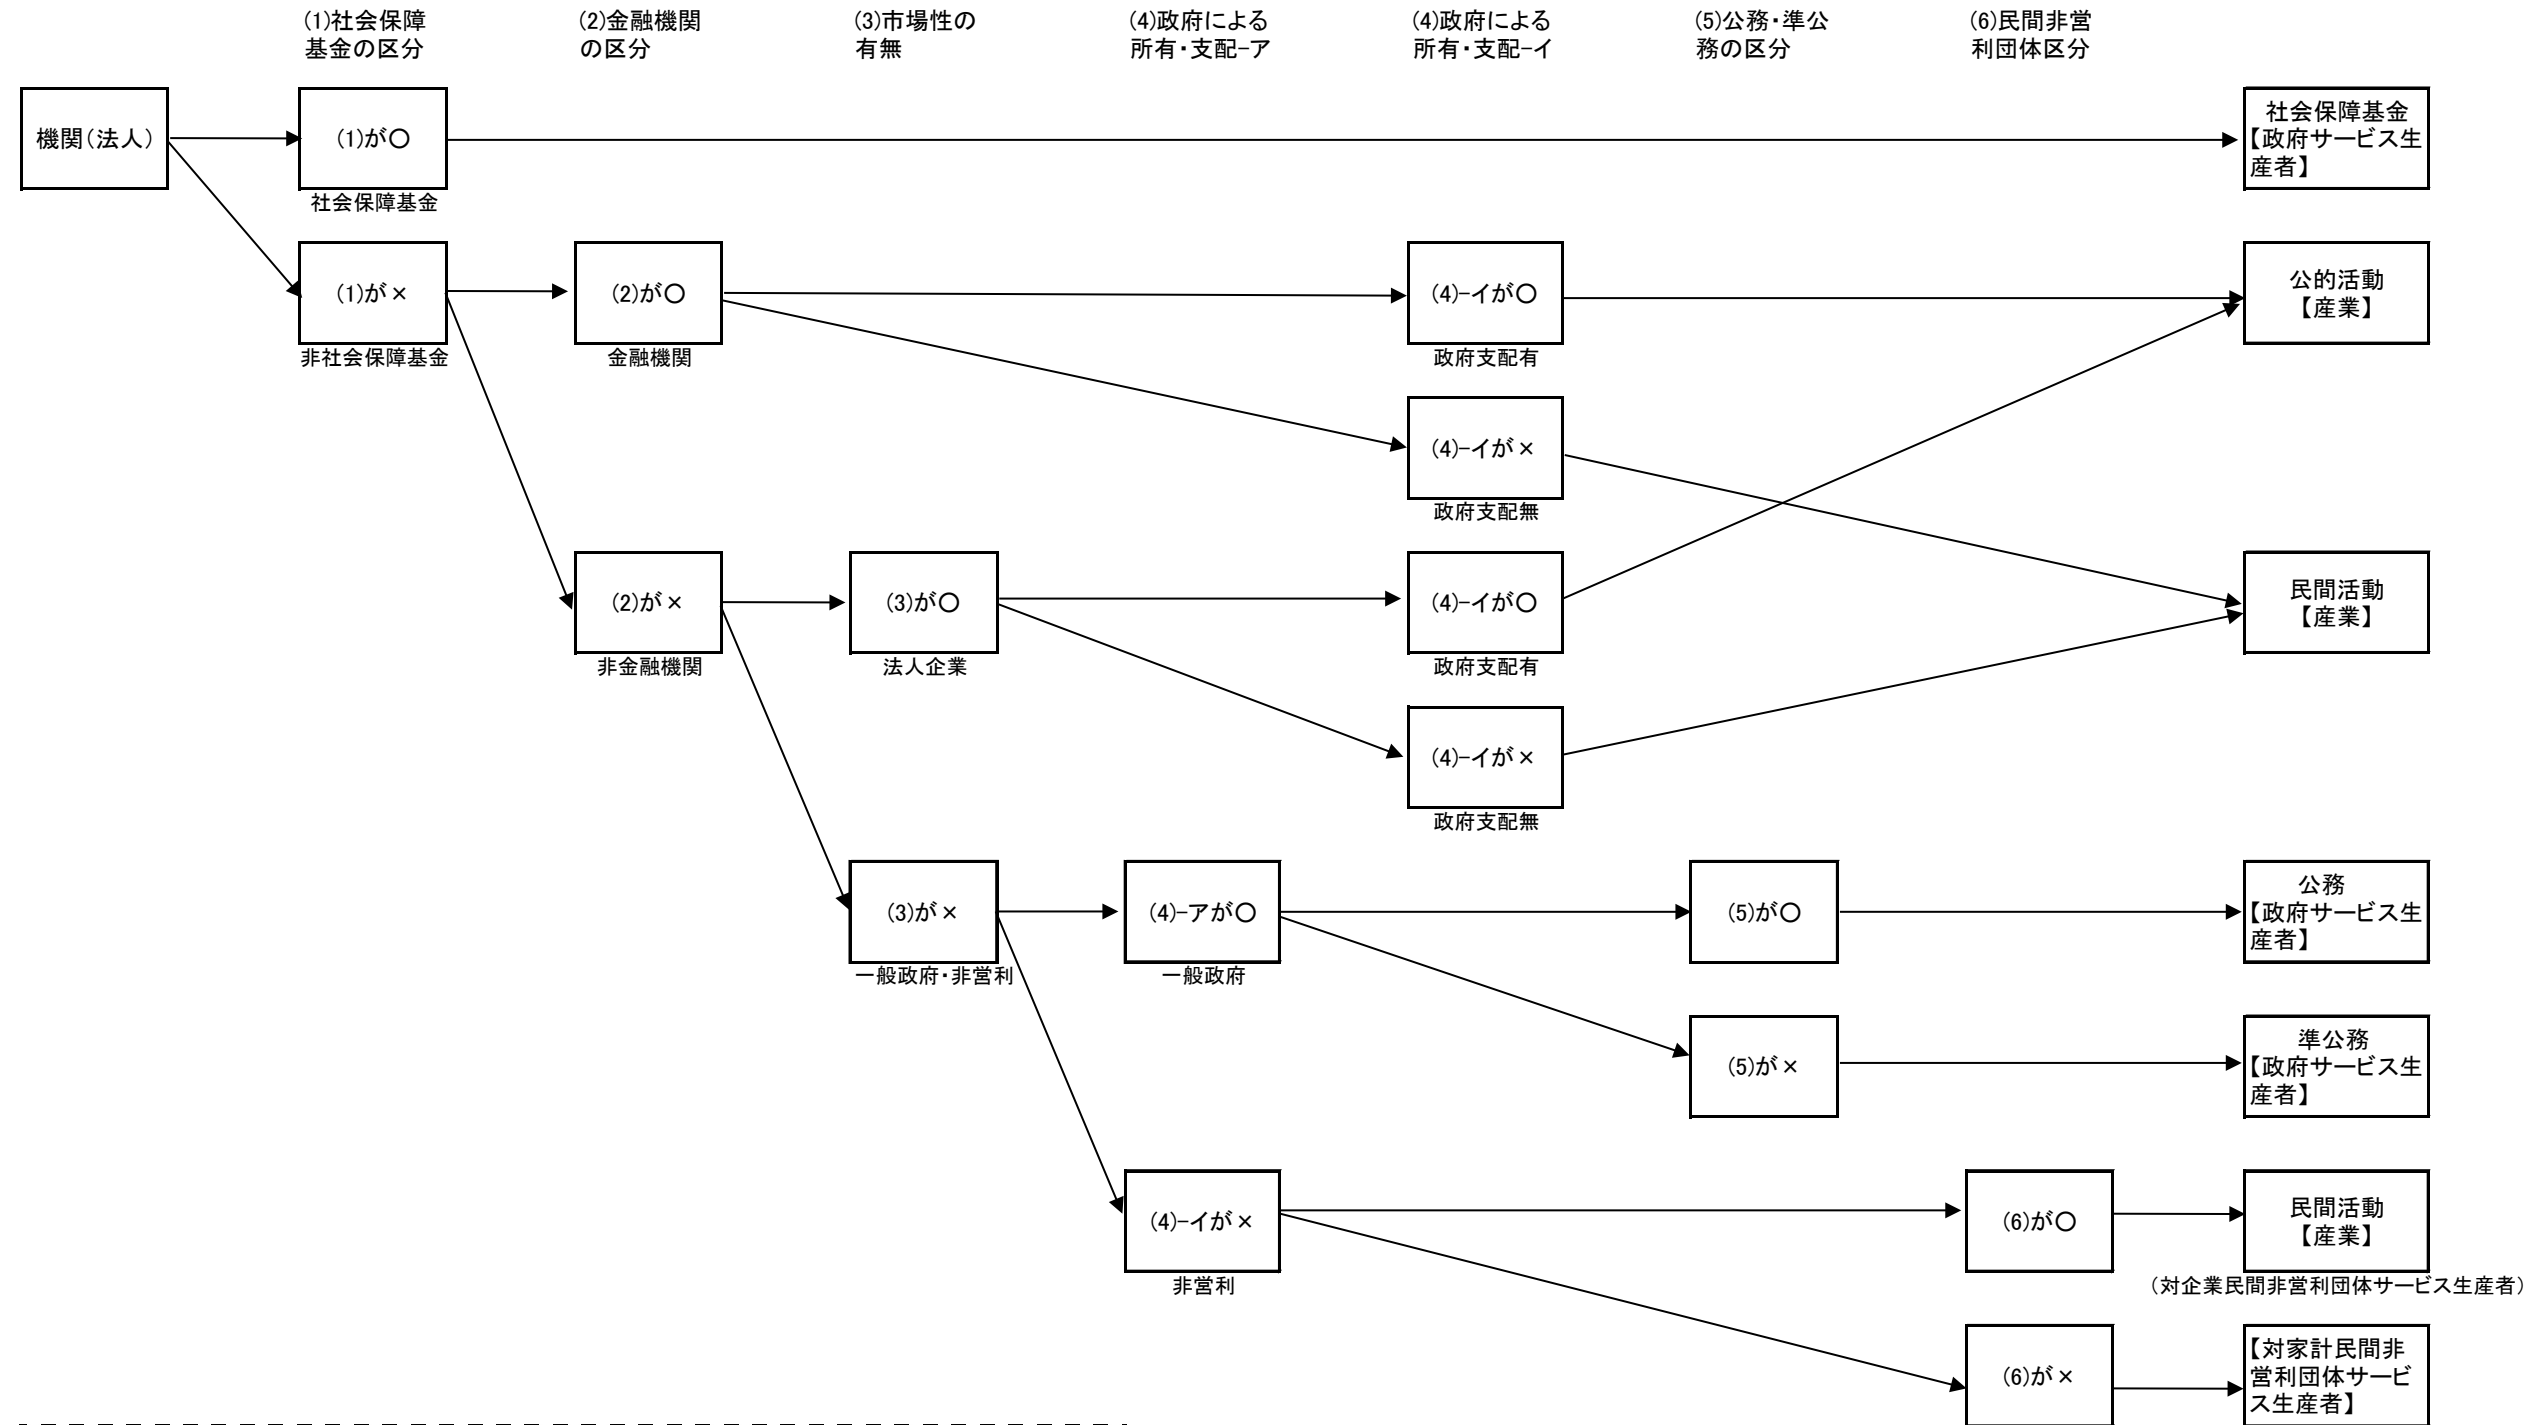 (1)社会保障
基金の区分
(2)金融機関
の区分
(3)市場性の
有無
(4)政府による
所有・支配−ア
(4)政府による
所有・支配−イ
(5)公務・準公
務の区分
(6)民間非営
利団体区分
機関(法人)
(1)が〇
社会保障基金
社会保障基金
【政府サービス生
産者】
(1)が×
非社会保障基金
(2)が〇
金融機関
(4)−イが〇
政府支配有
公的活動
【産業】
(4)−イが×
政府支配無
(2)が×
非金融機関
(3)が〇
法人企業
(4)−イが〇
政府支配有
民間活動
【産業】
(4)−イが×
政府支配無
(3)が×
一般政府・非営利
(4)−アが〇
一般政府
(5)が〇
公務
【政府サービス生
産者】
(5)が×
準公務
【政府サービス生
産者】
(4)−イが×
非営利
(6)が〇
民間活動
【産業】
(対企業民間非営利団体サービス生産者)
(6)が×
【対家計民間非
営利団体サービ
ス生産者】